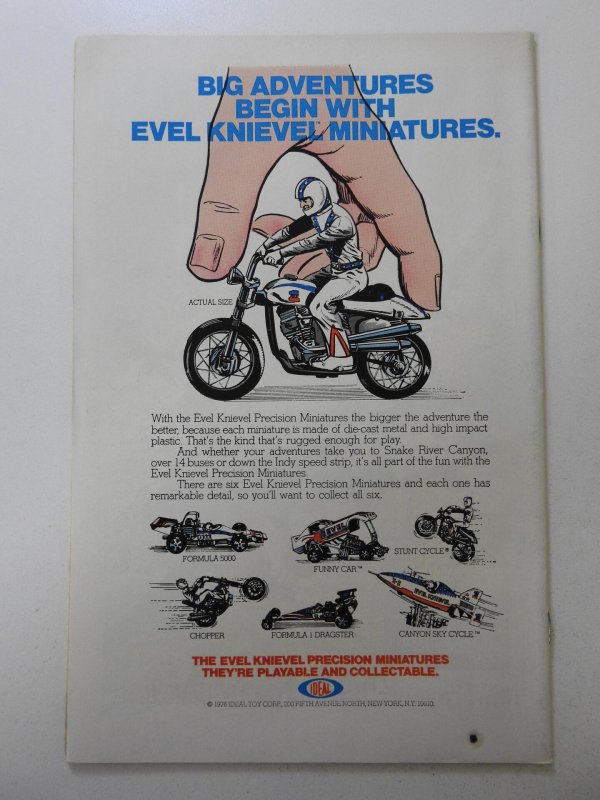 BIG ADVENTURES
BEGIN WITH
EVEL KNIEVEL™ MINIATURES.
ACTUAL SIZE
With the Evel Knievel Precision Miniatures the bigger the adventure the
better, because each miniature is made of die-cast metal and high impact
plastic. That's the kind that's rugged enough for play.
And whether your adventures take you to Snake River Canyon,
over 14 buses or down the Indy speed strip, it's all part of the fun with the
Evel Knievel Precision Miniatures.
There are six Evel Knievel Precision Miniatures and each one has
remarkable detail, so you'll want to collect all six.
FORMULA 5000
FUNNY CAR™
STUNT CYCLE®
CHOPPER
FORMULA 1 DRAGSTER
CANYON SKY CYCLE™
THE EVEL KNIEVEL PRECISION MINIATURES
THEY'RE PLAYABLE AND COLLECTABLE.
IDEAL
© 1976 IDEAL TOY CORP., 200 FIFTH AVENUE NORTH, NEW YORK, N.Y. 10010.